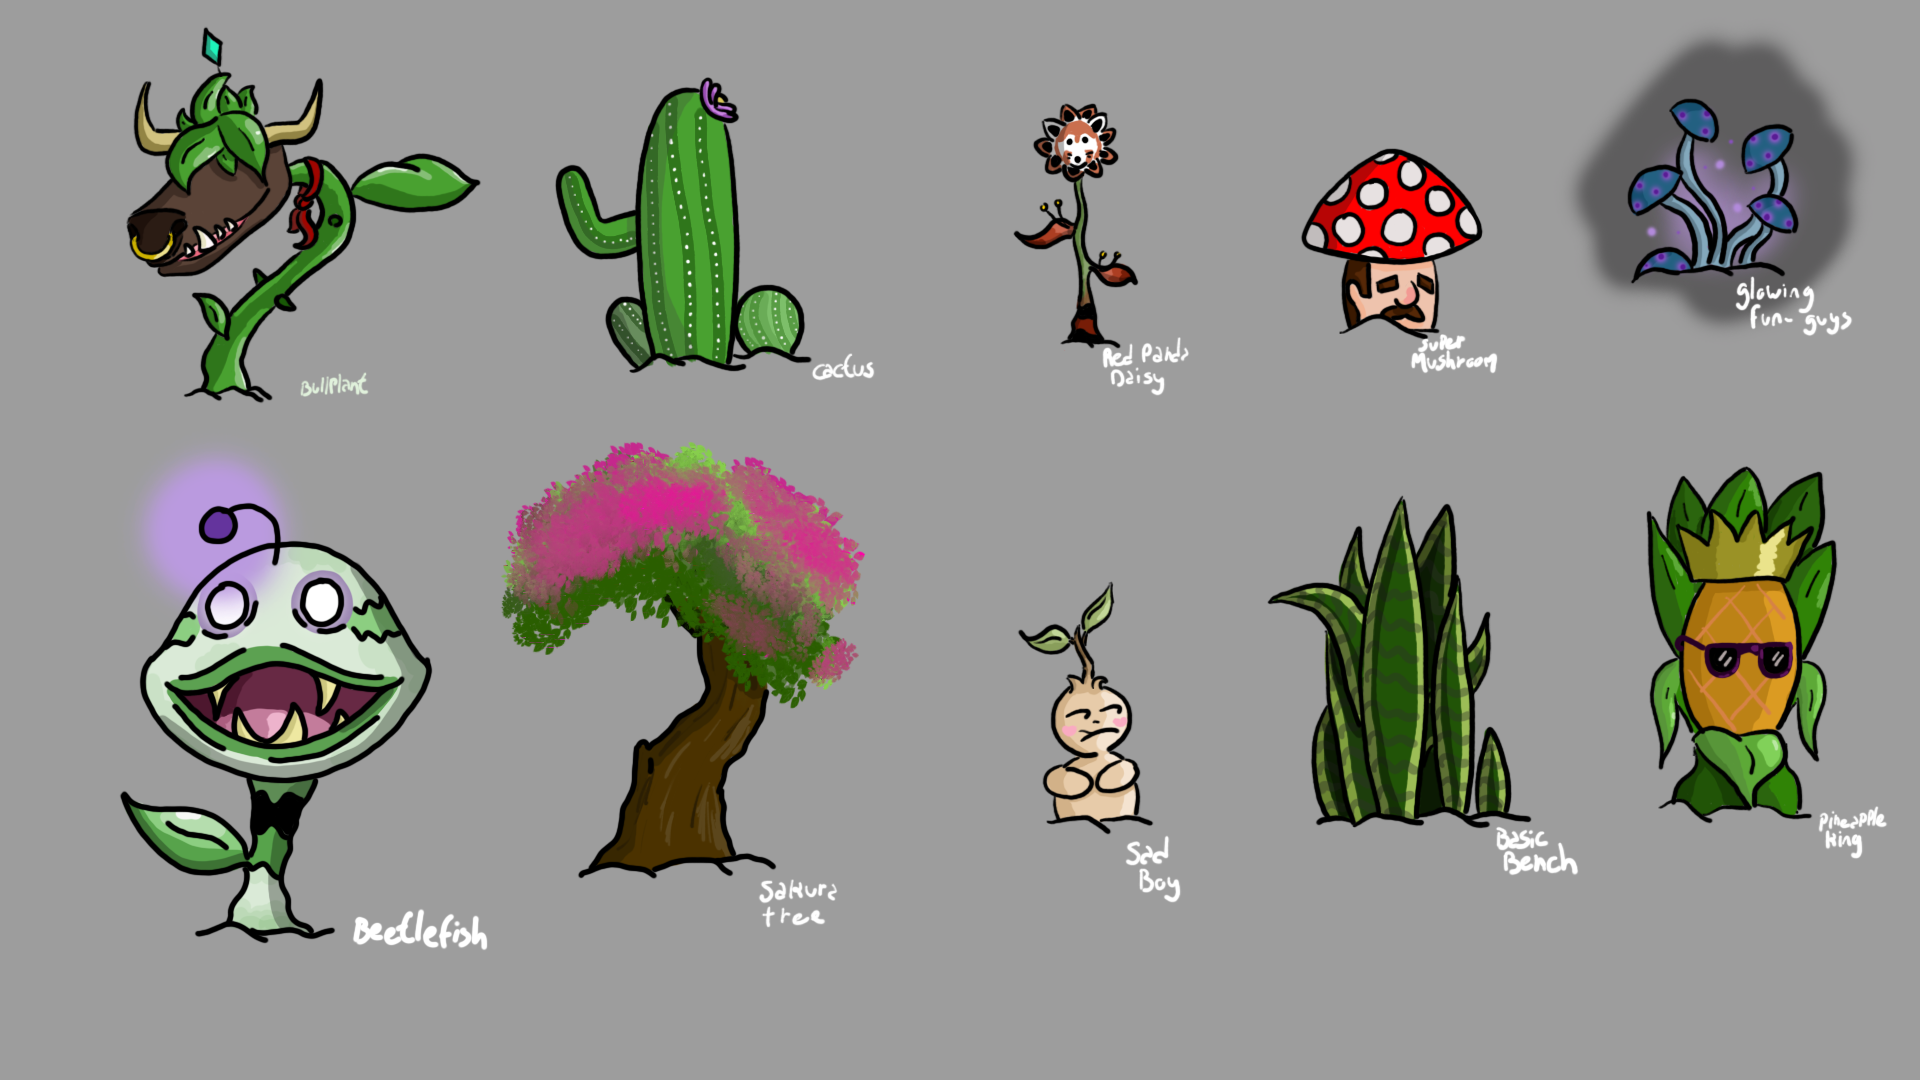 BullPlant
cactus
Red Panda
Daisy
super
Mushroom
glowing
fun-guys
Beetlefish
Sakura
tree
Sad
Boy
Basic
Bench
pineapple
king